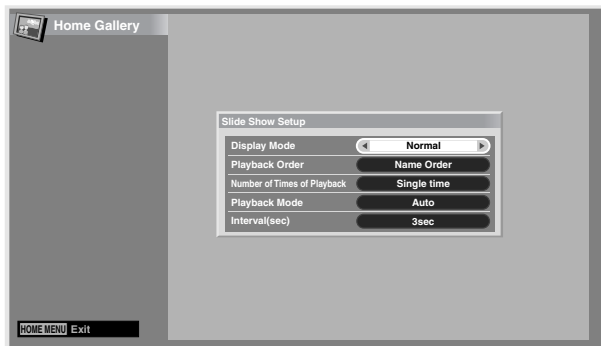 Home Gallery
Slide Show Setup
Display Mode Normal
Playback Order Name Order
Number of Times of Playback Single time
Playback Mode Auto
Interval(sec) 3sec
HOME MENU Exit